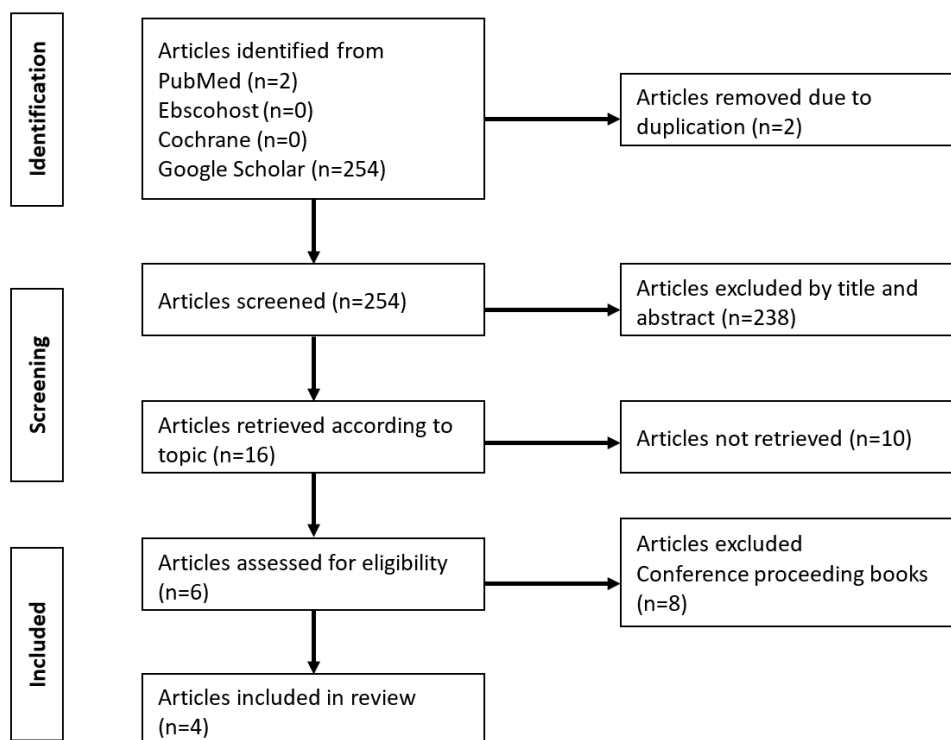 Identification
Articles identified from
PubMed (n=2)
Ebscohost (n=0)
Cochrane (n=0)
Google Scholar (n=254)
Articles removed due to
duplication (n=2)
Screening
Articles screened (n=254)
Articles excluded by title and
abstract (n=238)
Articles retrieved according to
topic (n=16)
Articles not retrieved (n=10)
Included
Articles assessed for eligibility
(n=6)
Articles excluded
Conference proceeding books
(n=8)
Articles included in review
(n=4)